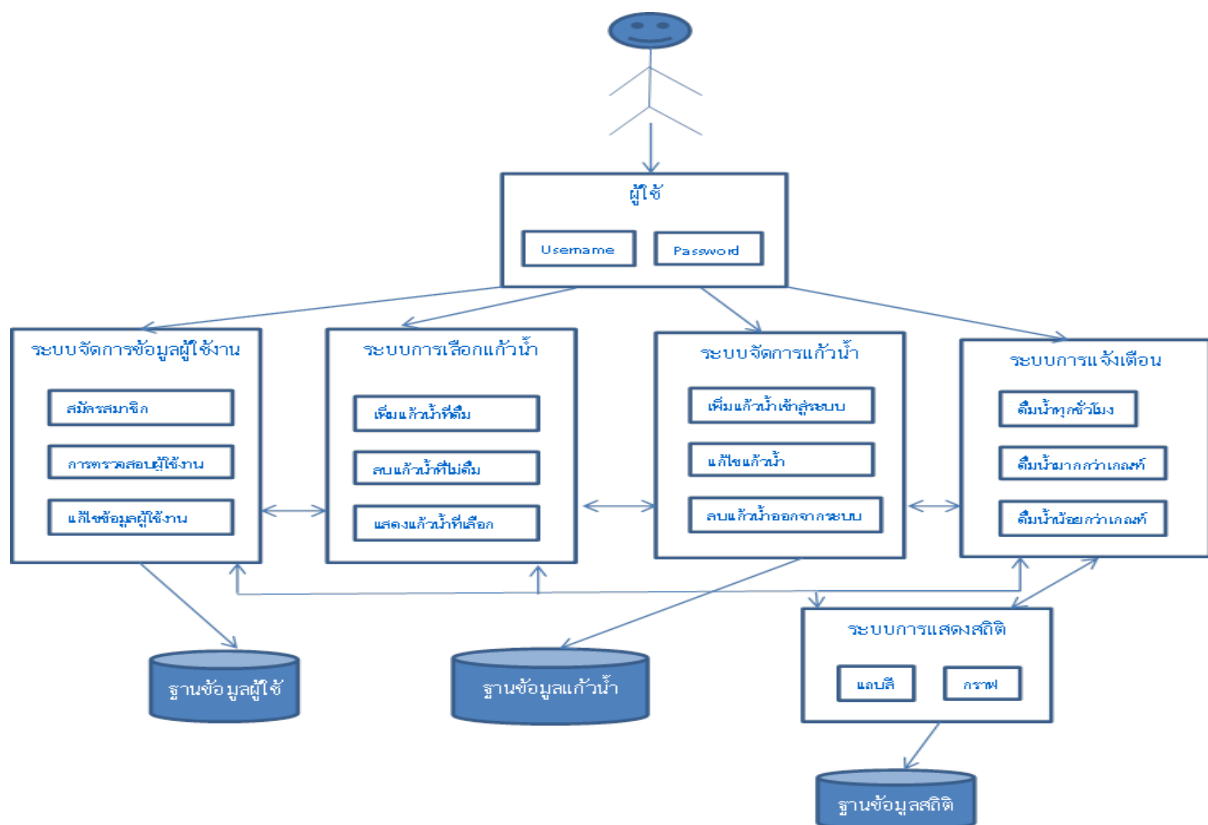 ผู้ใช้
Username
Password
ระบบจัดการข้อมูลผู้ใช้งาน
สมัครสมาชิก
การตรวจสอบผู้ใช้งาน
แก้ไขข้อมูลผู้ใช้งาน
ระบบการเลือกแก้วน้ำ
เพิ่มแก้วน้ำที่ดื่ม
ลบแก้วน้ำที่ไม่ดื่ม
แสดงแก้วน้ำที่เลือก
ระบบจัดการแก้วน้ำ
เพิ่มแก้วน้ำเข้าสู่ระบบ
แก้ไขแก้วน้ำ
ลบแก้วน้ำออกจากระบบ
ระบบการแจ้งเตือน
ดื่มน้ำทุกชั่วโมง
ดื่มน้ำมากกว่าเกณฑ์
ดื่มน้ำน้อยกว่าเกณฑ์
ระบบการแสดงสถิติ
แถบสี
กราฟ
ฐานข้อมูลผู้ใช้
ฐานข้อมูลแก้วน้ำ
ฐานข้อมูลสถิติ